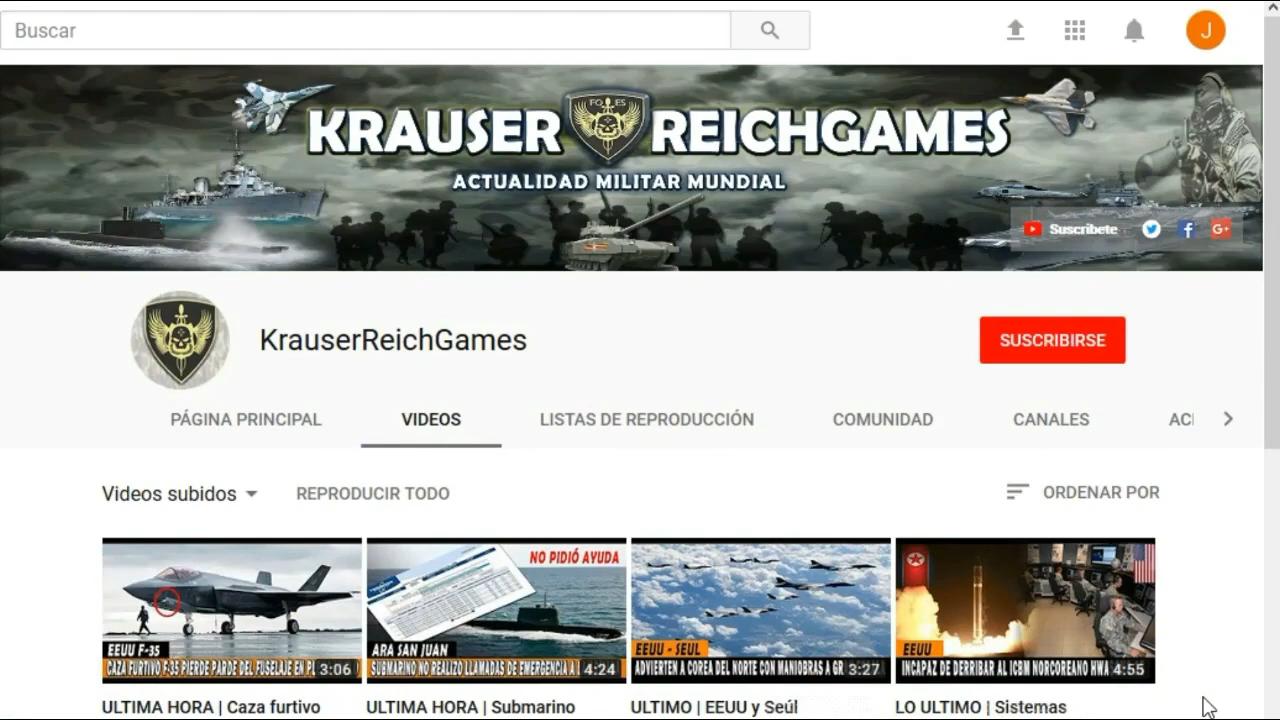 Buscar
J
KRAUSER REICHGAMES
FO ES
ACTUALIDAD MILITAR MUNDIAL
Suscríbete
G+
KrauserReichGames
SUSCRIBIRSE
PÁGINA PRINCIPAL
VIDEOS
LISTAS DE REPRODUCCIÓN
COMUNIDAD
CANALES
Videos subidos
REPRODUCIR TODO
ORDENAR POR
EEUU F-35
CAZA FURTIVO F-35 PIERDE PARDE DEL FUSELAJE EN
3:06
NO PIDIÓ AYUDA
ARA SAN JUAN
SUBMARINO NO REALIZO LLAMADAS DE EMERGENCIA A
4:24
EEUU - SEUL
ADVIERTEN A COREA DEL NORTE CON MANIOBRAS A GR
3:27
EEUU
INCAPAZ DE DERRIBAR AL ICBM NORCOREANO HWA
4:55
ULTIMA HORA | Caza furtivo
ULTIMA HORA | Submarino
ULTIMO | EEUU y Seúl
LO ULTIMO | Sistemas